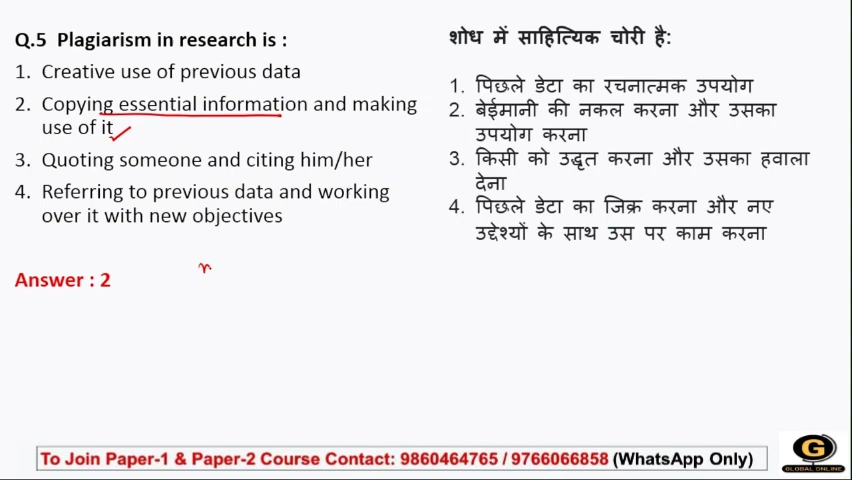 Q.5 Plagiarism in research is :
1. Creative use of previous data
2. Copying essential information and making
use of it
3. Quoting someone and citing him/her
4. Referring to previous data and working
over it with new objectives
Answer : 2
शोध में साहित्यिक चोरी है:
1. पिछले डेटा का रचनात्मक उपयोग
2. बेईमानी की नकल करना और उसका
उपयोग करना
3. किसी को उद्धृत करना और उसका हवाला
देना
4. पिछले डेटा का जिक्र करना और नए
उद्देश्यों के साथ उस पर काम करना
To Join Paper-1 & Paper-2 Course Contact: 9860464765 / 9766066858 (WhatsApp Only)
G
GLOBAL ONLINE